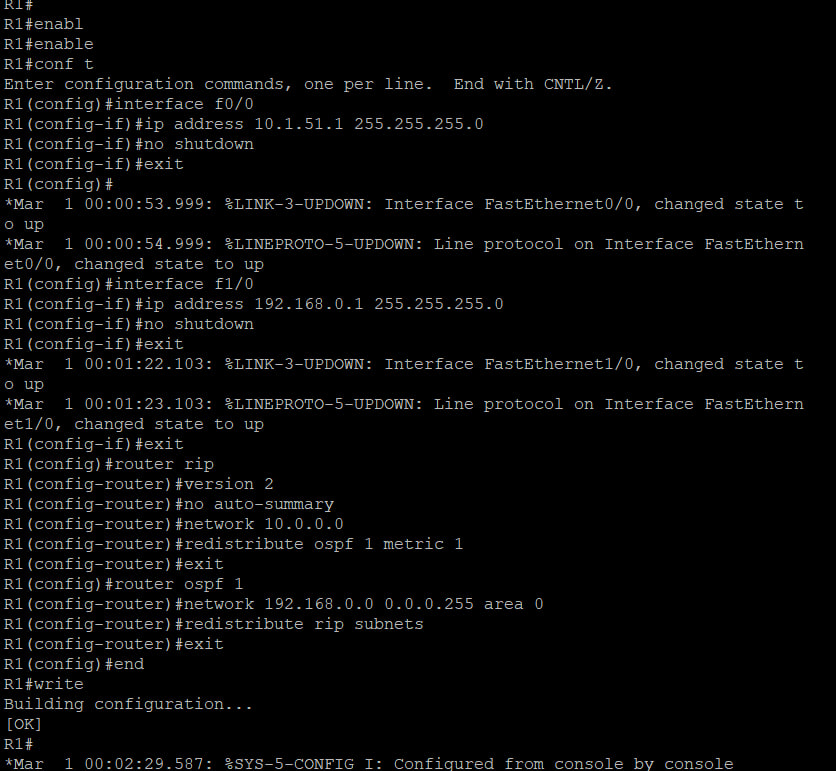 R1#
R1#enabl
R1#enable
R1#conf t
Enter configuration commands, one per line.  End with CNTL/Z.
R1(config)#interface f0/0
R1(config-if)#ip address 10.1.51.1 255.255.255.0
R1(config-if)#no shutdown
R1(config-if)#exit
R1(config)#
*Mar  1 00:00:53.999: %LINK-3-UPDOWN: Interface FastEthernet0/0, changed state t
o up
*Mar  1 00:00:54.999: %LINEPROTO-5-UPDOWN: Line protocol on Interface FastEthern
et0/0, changed state to up
R1(config)#interface f1/0
R1(config-if)#ip address 192.168.0.1 255.255.255.0
R1(config-if)#no shutdown
R1(config-if)#exit
*Mar  1 00:01:22.103: %LINK-3-UPDOWN: Interface FastEthernet1/0, changed state t
o up
*Mar  1 00:01:23.103: %LINEPROTO-5-UPDOWN: Line protocol on Interface FastEthern
et1/0, changed state to up
R1(config-if)#exit
R1(config)#router rip
R1(config-router)#version 2
R1(config-router)#no auto-summary
R1(config-router)#network 10.0.0.0
R1(config-router)#redistribute ospf 1 metric 1
R1(config-router)#exit
R1(config)#router ospf 1
R1(config-router)#network 192.168.0.0 0.0.0.255 area 0
R1(config-router)#redistribute rip subnets
R1(config-router)#exit
R1(config)#end
R1#write
Building configuration...
[OK]
R1#
*Mar  1 00:02:29.587: %SYS-5-CONFIG_I: Configured from console by console